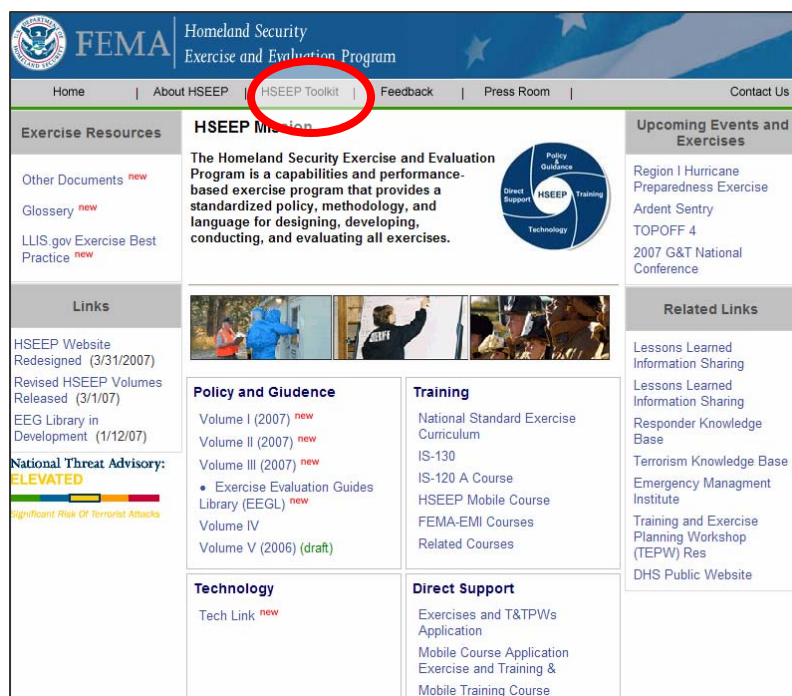 FEMA
Homeland Security
Exercise and Evaluation Program
Home | About HSEEP | HSEEP Toolkit | Feedback | Press Room | Contact Us
Exercise Resources
Other Documents new
Glossery new
LLIS.gov Exercise Best
Practice new
Links
HSEEP Website
Redesigned (3/31/2007)
Revised HSEEP Volumes
Released (3/1/07)
EEG Library in
Development (1/12/07)
National Threat Advisory:
ELEVATED
Significant Risk Of Terrorist Attacks
HSEEP Mission
The Homeland Security Exercise and Evaluation
Program is a capabilities and performance-
based exercise program that provides a
standardized policy, methodology, and
language for designing, developing,
conducting, and evaluating all exercises.
Policy &
Guidance
Direct
Support
HSEEP
Training
Technology
SHERIFF
Policy and Giudence
Volume I (2007) new
Volume II (2007) new
Volume III (2007) new
• Exercise Evaluation Guides
Library (EEGL) new
Volume IV
Volume V (2006) (draft)
Training
National Standard Exercise
Curriculum
IS-130
IS-120 A Course
HSEEP Mobile Course
FEMA-EMI Courses
Related Courses
Technology
Tech Link new
Direct Support
Exercises and T&TPWs
Application
Mobile Course Application
Exercise and Training &
Mobile Training Course
Upcoming Events and
Exercises
Region I Hurricane
Preparedness Exercise
Ardent Sentry
TOPOFF 4
2007 G&T National
Conference
Related Links
Lessons Learned
Information Sharing
Lessons Learned
Information Sharing
Responder Knowledge
Base
Terrorism Knowledge Base
Emergency Managment
Institute
Training and Exercise
Planning Workshop
(TEPW) Res
DHS Public Website